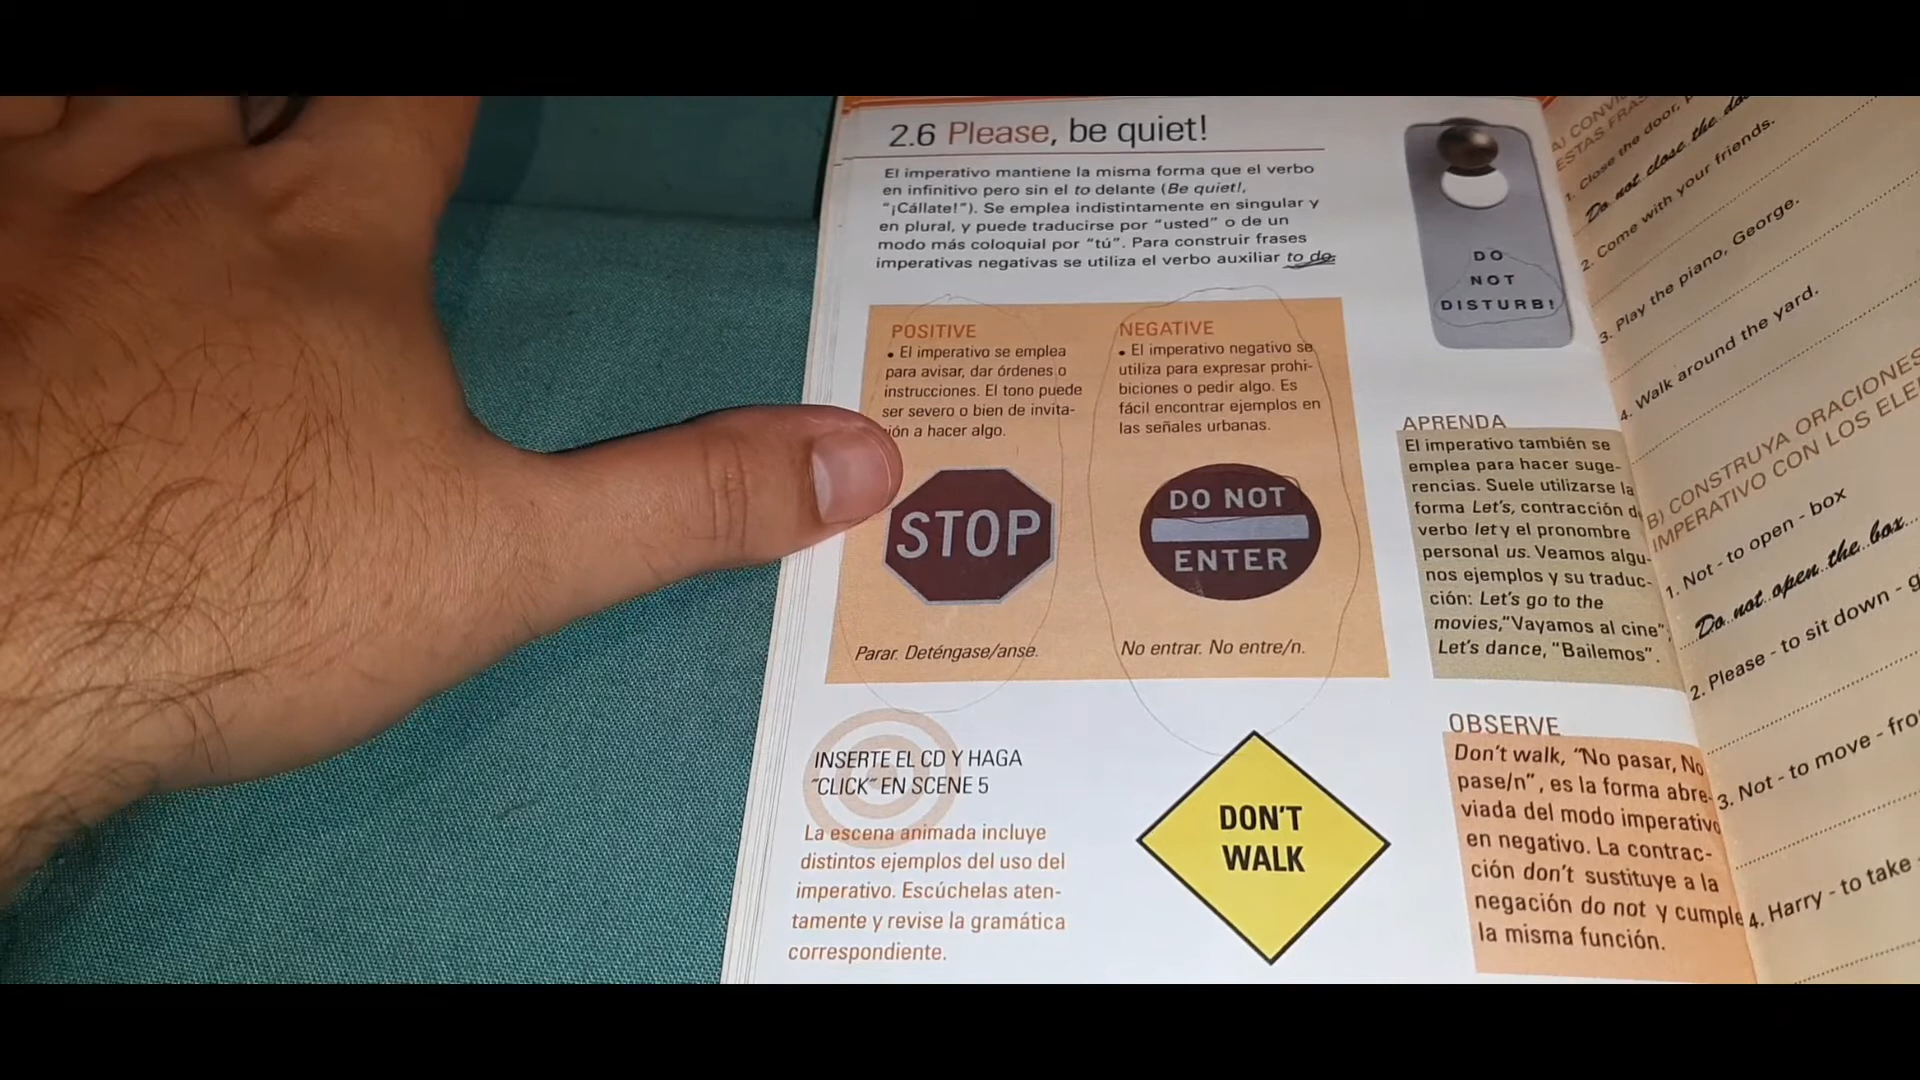 2.6 Please, be quiet!
El imperativo mantiene la misma forma que el verbo
en infinitivo pero sin el to delante (Be quiet!,
"¡Cállate!"). Se emplea indistintamente en singular y
en plural, y puede traducirse por "usted" o de un
modo más coloquial por "tú". Para construir frases
imperativas negativas se utiliza el verbo auxiliar to do.
POSITIVE
• El imperativo se emplea
para avisar, dar órdenes o
instrucciones. El tono puede
ser severo o bien de invita-
ión a hacer algo.
STOP
Parar. Deténgase/anse.
NEGATIVE
• El imperativo negativo se
utiliza para expresar prohi-
biciones o pedir algo. Es
fácil encontrar ejemplos en
las señales urbanas.
DO NOT
ENTER
No entrar. No entre/n.
INSERTE EL CD Y HAGA
"CLICK" EN SCENE 5
La escena animada incluye
distintos ejemplos del uso del
imperativo. Escúchelas aten-
tamente y revise la gramática
correspondiente.
DON'T
WALK
DO
NOT
DISTURB!
APRENDA
El imperativo también se
emplea para hacer suge-
rencias. Suele utilizarse la
forma Let's, contracción d
verbo let y el pronombre
personal us. Veamos algu-
nos ejemplos y su traduc-
ción: Let's go to the
movies, "Vayamos al cine";
Let's dance, "Bailemos".
OBSERVE
Don't walk, "No pasar, No
pase/n", es la forma abre-
viada del modo imperativo
en negativo. La contrac-
ción don't sustituye a la
negación do not y cumple
la misma función.
A)
ESTAS
1. Close the door,
Do not close the
2. Come with your friends.
3. Play the piano, George.
4. Walk around the yard.
B) CONSTRUYA ORACIONES
IMPERATIVO CON LOS
1. Not - to open - box
Do not open the box
2. Please - to sit down - g
3. Not - to move - fro
4. Harry - to take -